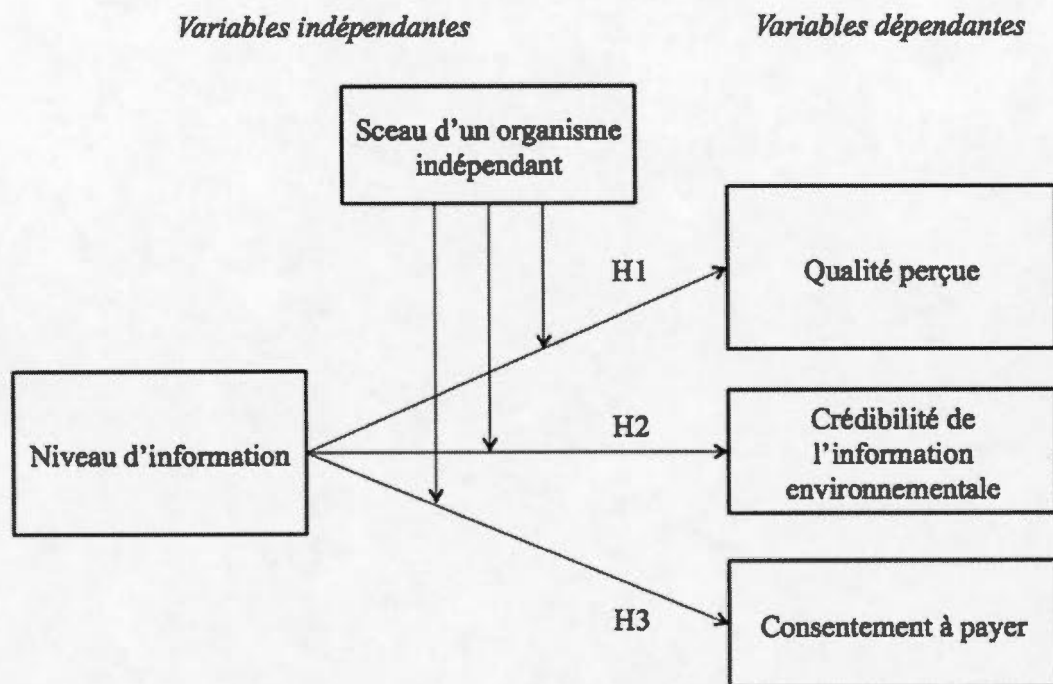 Variables indépendantes
Variables dépendantes
Sceau d'un organisme
indépendant
H1
Qualité perçue
Niveau d'information
H2
Crédibilité de
l'information
environnementale
H3
Consentement à payer